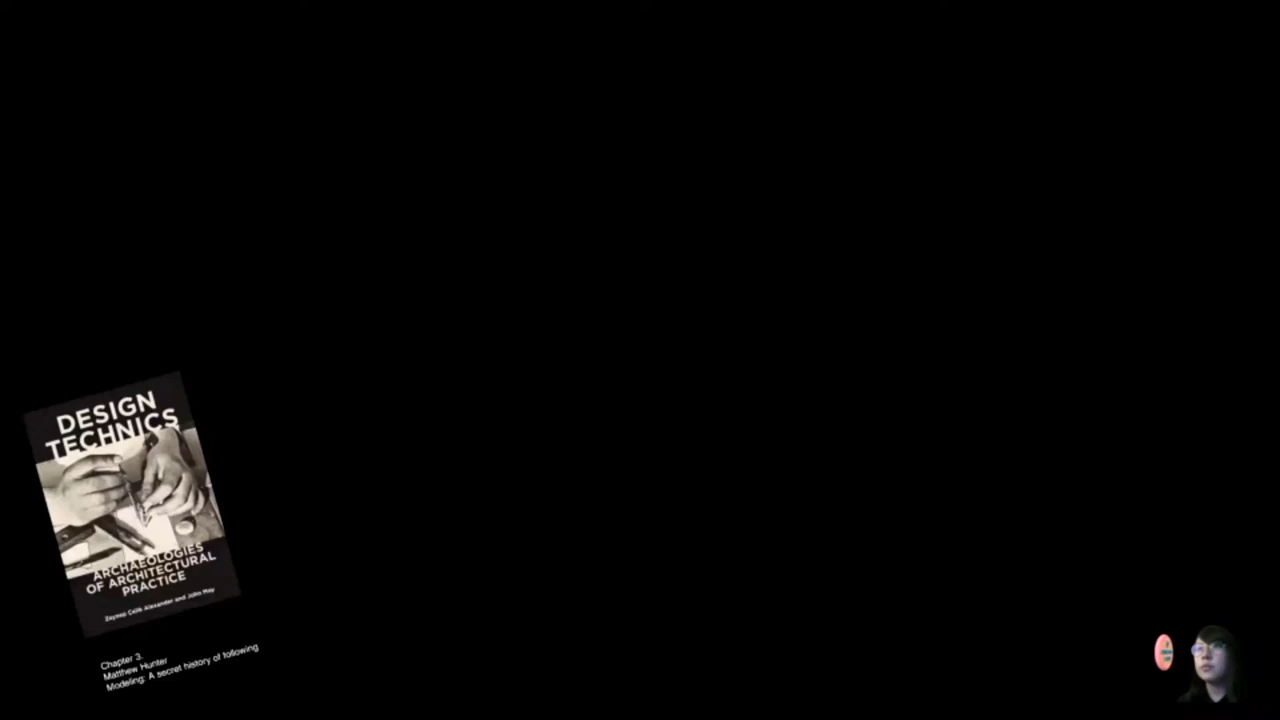 DESIGN
TECHNICS
ARCHAEOLOGIES
OF ARCHITECTURAL
PRACTICE
Zeynep Çelik Alexander and John May
Chapter 3.
Matthew Hunter
Modeling: A secret history of following